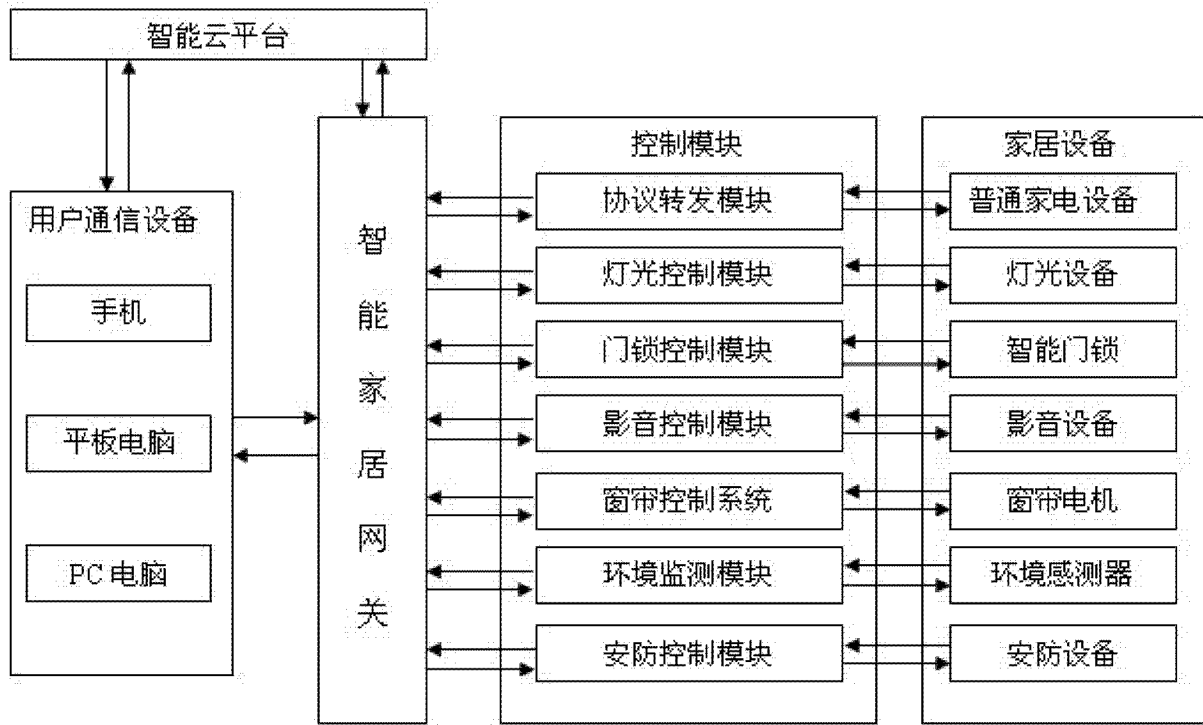 智能云平台
用户通信设备
手机
平板电脑
PC电脑
智能家居网关
控制模块
协议转发模块
灯光控制模块
门锁控制模块
影音控制模块
窗帘控制系统
环境监测模块
安防控制模块
家居设备
普通家电设备
灯光设备
智能门锁
影音设备
窗帘电机
环境感测器
安防设备